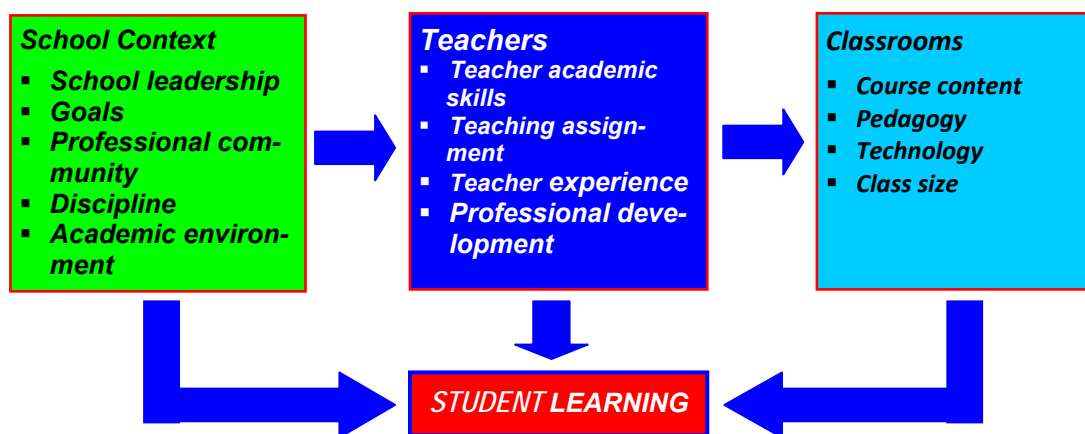 School Context
▪ School leadership
▪ Goals
▪ Professional com-
munity
▪ Discipline
▪ Academic environ-
ment
Teachers
▪ Teacher academic
skills
▪ Teaching assign-
ment
▪ Teacher experience
▪ Professional deve-
lopment
Classrooms
▪ Course content
▪ Pedagogy
▪ Technology
▪ Class size
STUDENT LEARNING